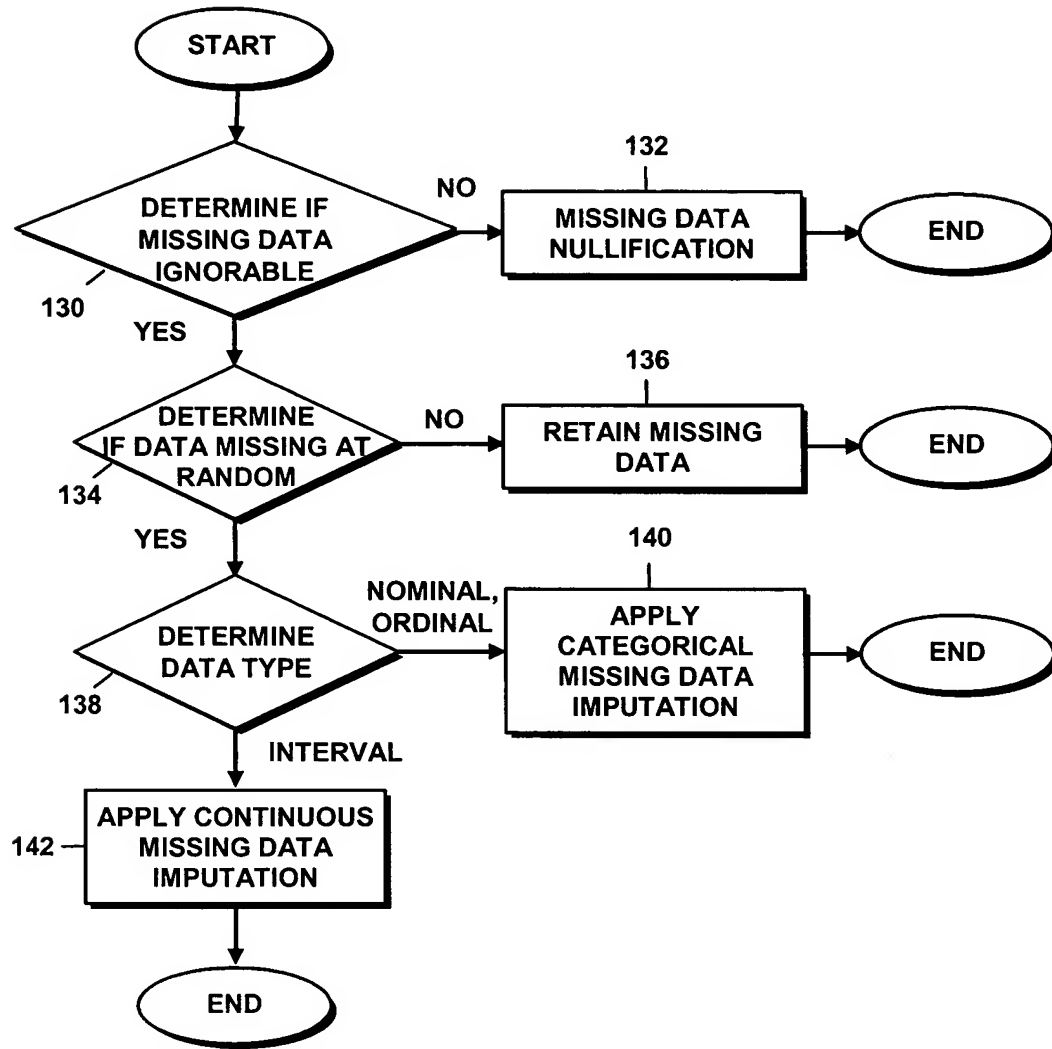 START
132
NO
DETERMINE IF
MISSING DATA
IGNORABLE
MISSING DATA
NULLIFICATION
END
130
YES
136
DETERMINE
IF DATA MISSING AT
RANDOM
NO
RETAIN MISSING
DATA
END
134
YES
140
NOMINAL,
ORDINAL
DETERMINE
DATA TYPE
APPLY
CATEGORICAL
MISSING DATA
IMPUTATION
END
138
INTERVAL
APPLY CONTINUOUS
MISSING DATA
IMPUTATION
142
END